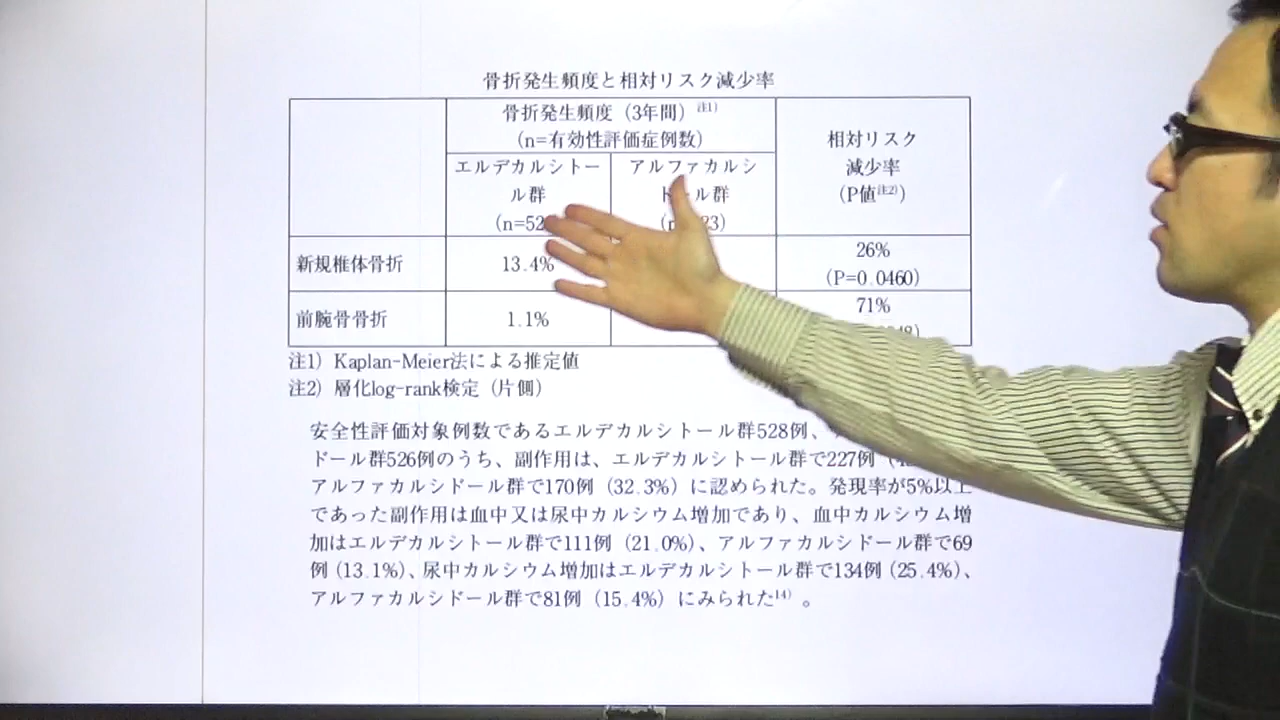 骨折発生頻度と相対リスク減少率
骨折発生頻度（3年間）注1)
（n=有効性評価症例数）
エルデカルシトー
ル群
(n=52
アルファカルシ
ル群
23)
相対リスク
減少率
(P値注2))
新規椎体骨折
13.4%
26%
(P=0.0460)
前腕骨骨折
1.1%
71%
注1）Kaplan-Meier法による推定値
注2）層化log-rank検定（片側）
安全性評価対象例数であるエルデカルシトール群528例、
ドール群526例のうち、副作用は、エルデカルシトール群で227例
アルファカルシドール群で170例（32.3%）に認められた。発現率が5%以上
であった副作用は血中又は尿中カルシウム増加であり、血中カルシウム増
加はエルデカルシトール群で111例（21.0%）、アルファカルシドール群で69
例（13.1%）、尿中カルシウム増加はエルデカルシトール群で134例（25.4%）、
アルファカルシドール群で81例（15.4%）にみられた14）。